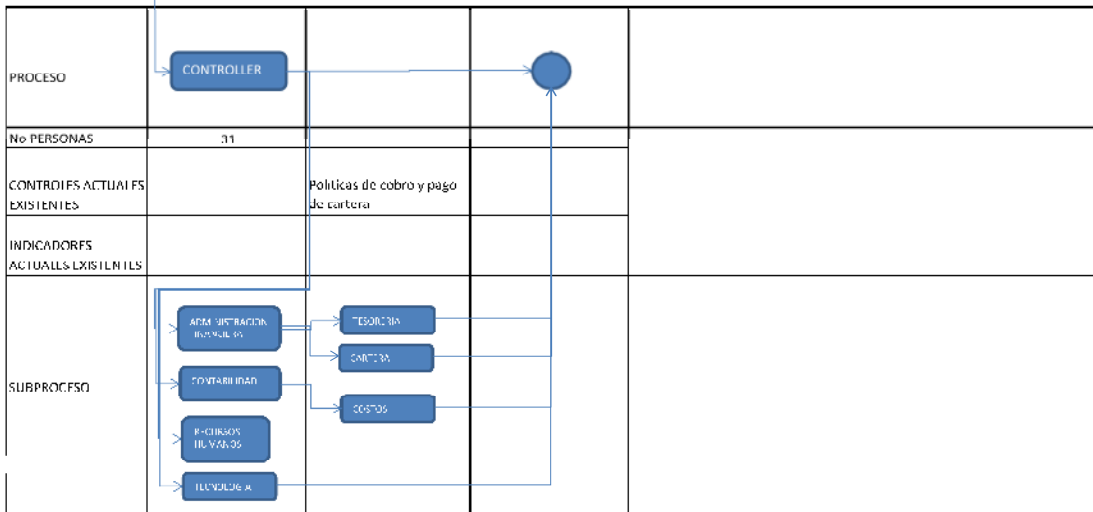 PROCESO
CONTROLLER
No PERSONAS
31
CONTROLES ACTUALES
EXISTENTES
Politicas de cobro y pago
de cartera
INDICADORES
ACTUALES EXISTENTES
SUBPROCESO
ADMINISTRACION
FINANCIERA
TESORERIA
CARTERA
CONTABILIDAD
COSTOS
RECURSOS
HUMANOS
TECNOLOGIA